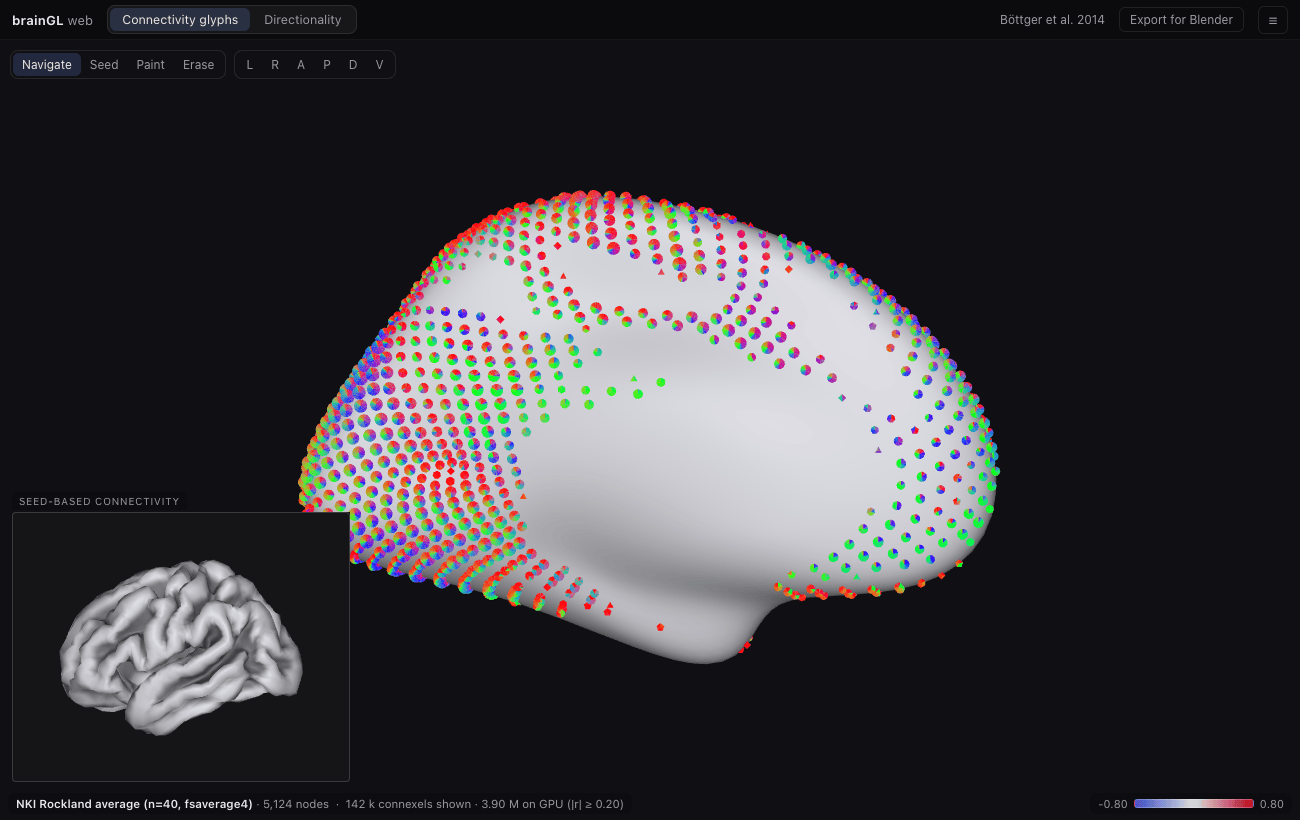 brainGL web Connectivity glyphs Directionality Böttger et al. 2014 Export for Blender ≡
Navigate Seed Paint Erase L R A P D V
SEED-BASED CONNECTIVITY
NKI Rockland average (n=40, fsaverage4) · 5,124 nodes · 142 k connexels shown · 3.90 M on GPU (|r| ≥ 0.20) -0.80 0.80